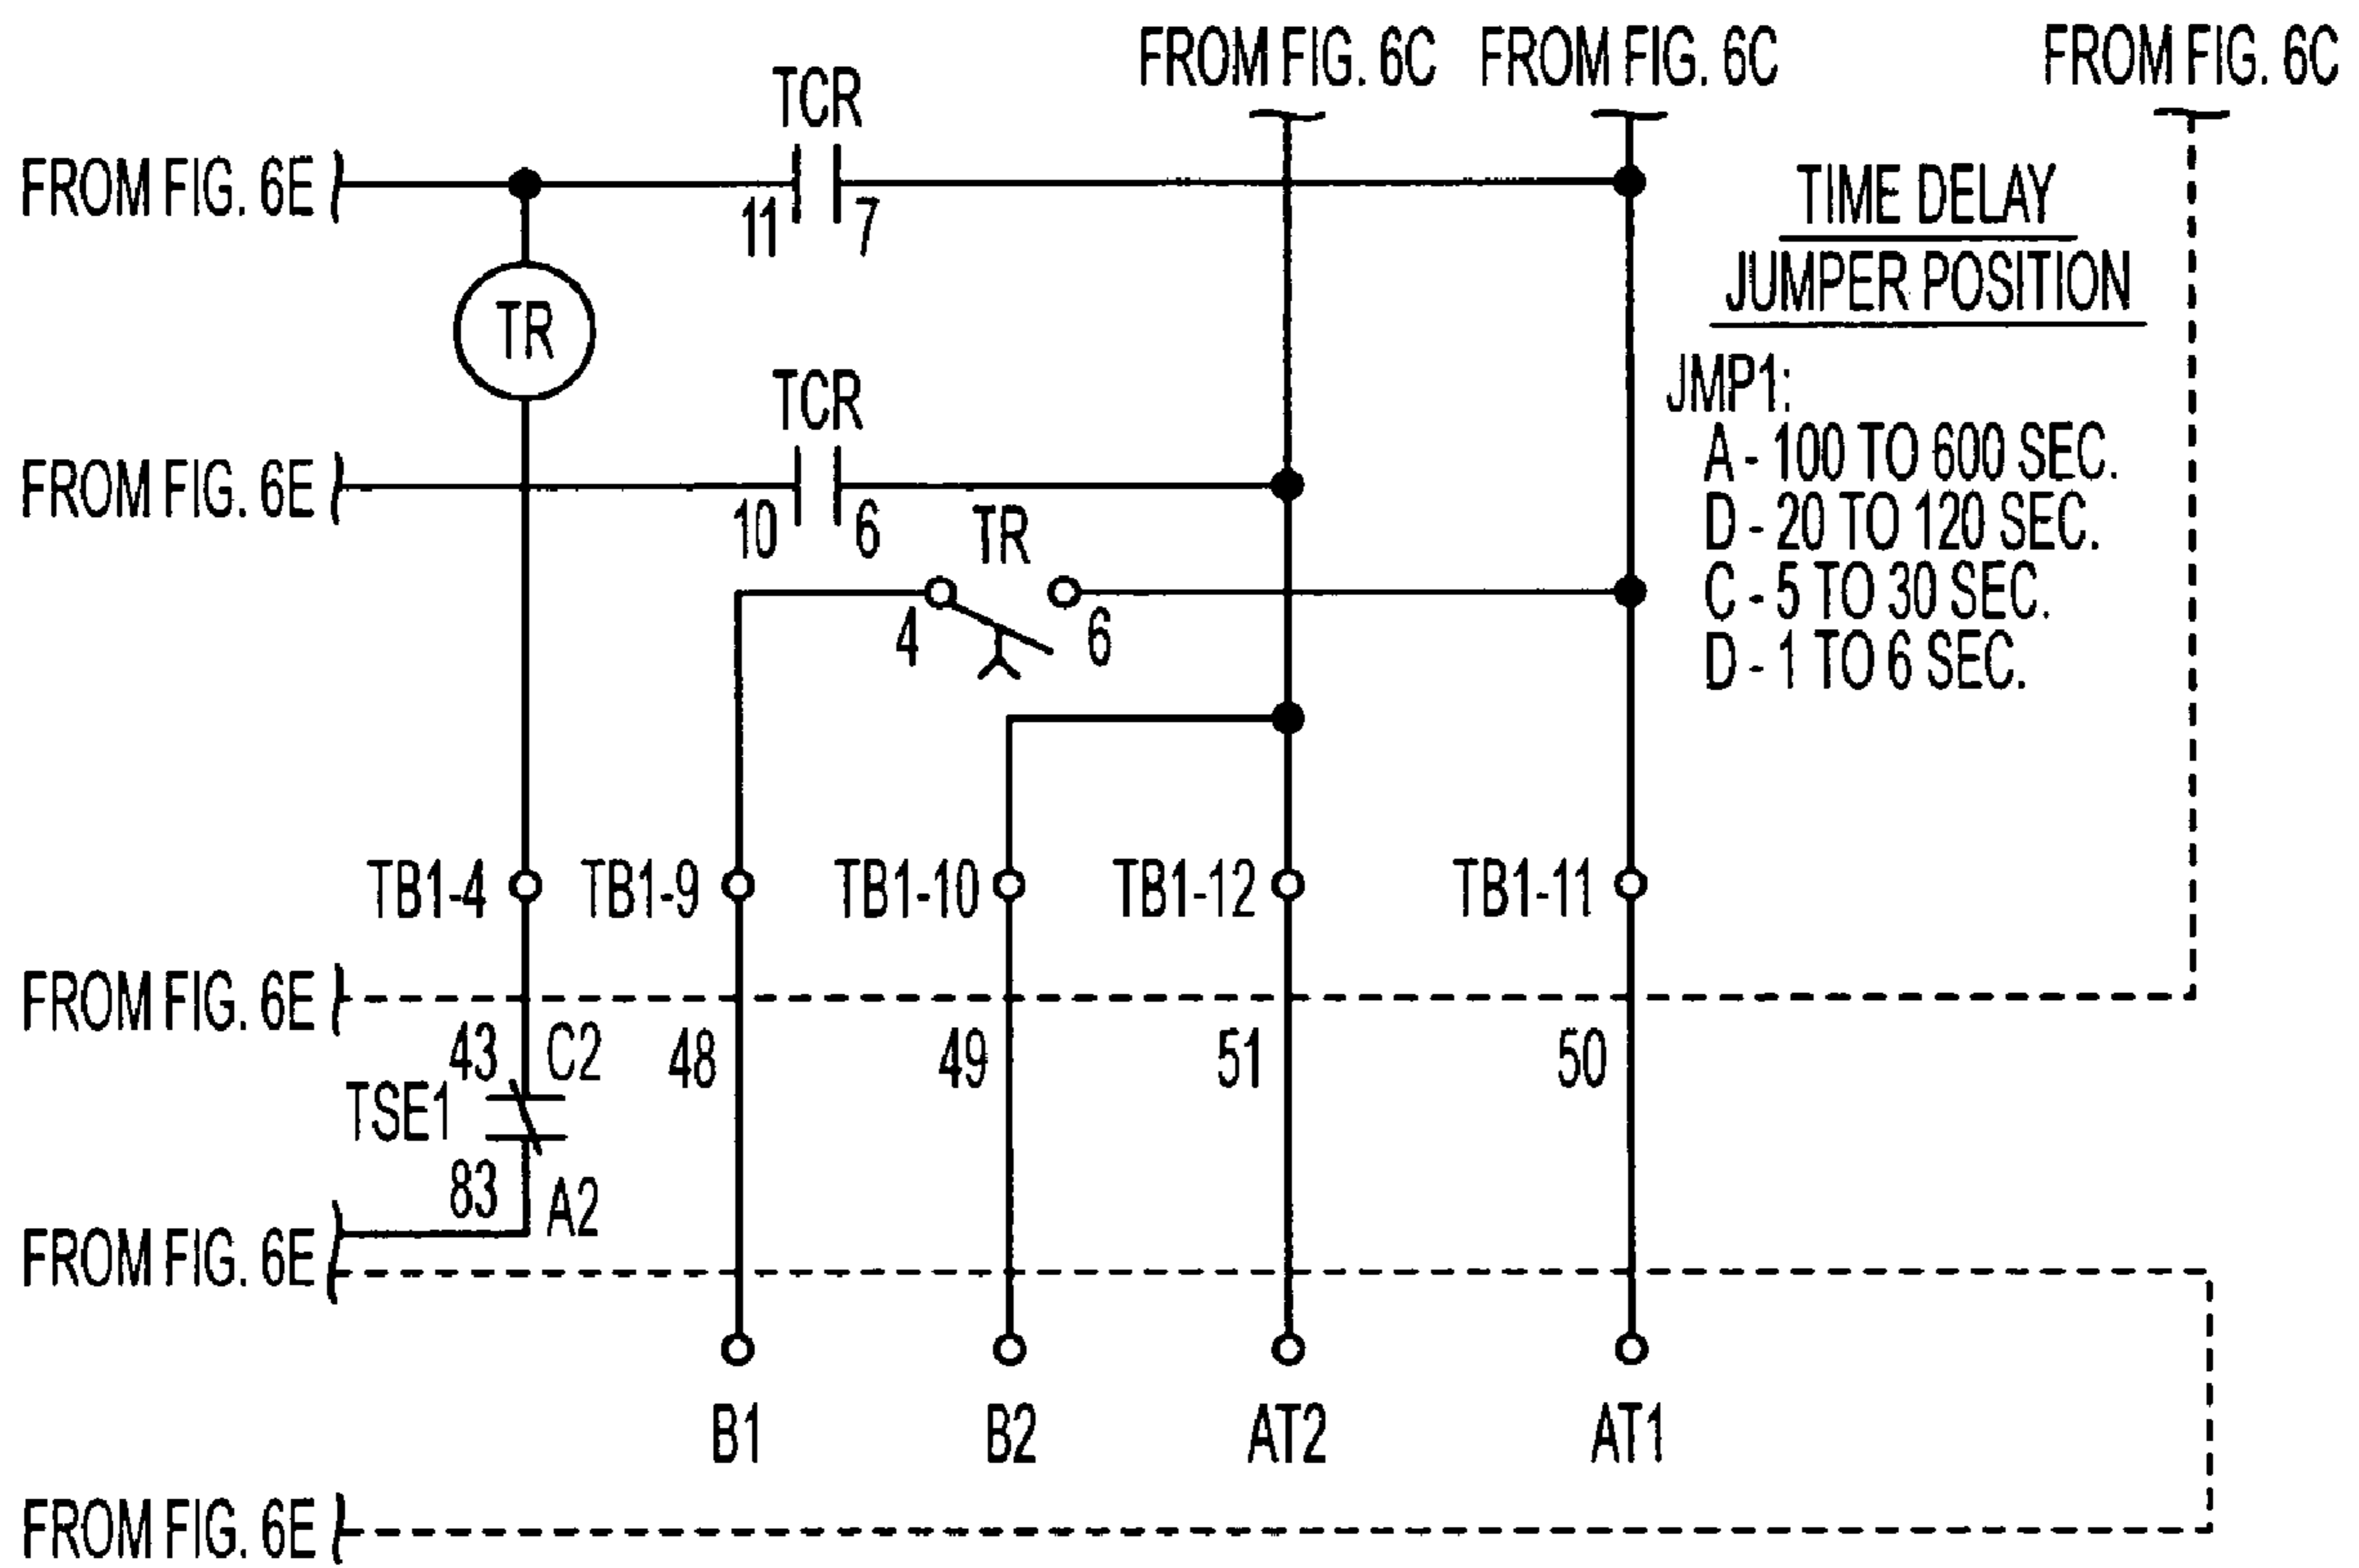 FROM FIG. 6C
FROM FIG. 6C
FROM FIG. 6C
TCR
FROM FIG. 6E
11
7
TIME DELAY
JUMPER POSITION
TR
TCR
JMP1:
A - 100 TO 600 SEC.
D - 20 TO 120 SEC.
C - 5 TO 30 SEC.
D - 1 TO 6 SEC.
FROM FIG. 6E
10
6
TR
4
6
TB1-4
TB1-9
TB1-10
TB1-12
TB1-11
FROM FIG. 6E
43
C2
48
49
51
50
TSE1
83
A2
FROM FIG. 6E
B1
B2
AT2
AT1
FROM FIG. 6E